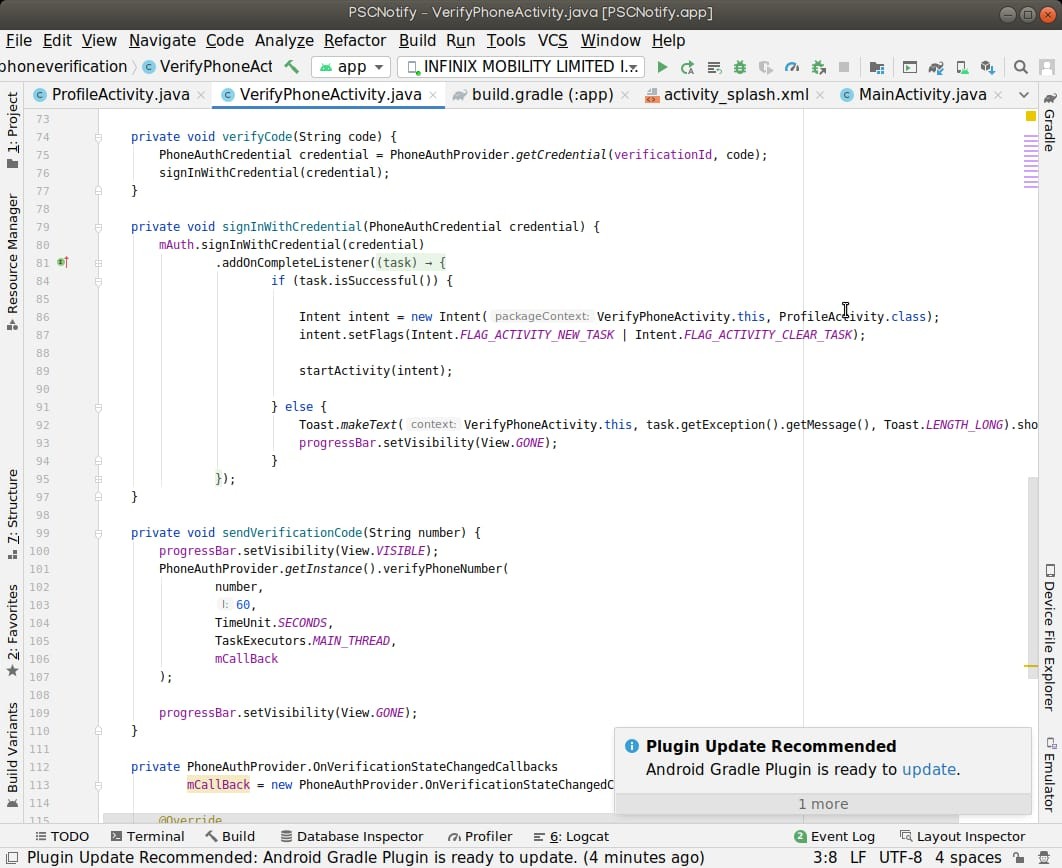 PSCNotify – VerifyPhoneActivity.java [PSCNotify.app]
File Edit View Navigate Code Analyze Refactor Build Run Tools VCS Window Help
phoneverification VerifyPhoneAct app INFINIX MOBILITY LIMITED I...
ProfileActivity.java VerifyPhoneActivity.java build.gradle (:app) activity_splash.xml MainActivity.java
1: Project
Resource Manager
7: Structure
2: Favorites
Build Variants
73
74 private void verifyCode(String code) {
75 PhoneAuthCredential credential = PhoneAuthProvider.getCredential(verificationId, code);
76 signInWithCredential(credential);
77 }
78
79 private void signInWithCredential(PhoneAuthCredential credential) {
80 mAuth.signInWithCredential(credential)
81 .addOnCompleteListener((task) → {
84 if (task.isSuccessful()) {
85
86 Intent intent = new Intent( packageContext: VerifyPhoneActivity.this, ProfileActivity.class);
87 intent.setFlags(Intent.FLAG_ACTIVITY_NEW_TASK | Intent.FLAG_ACTIVITY_CLEAR_TASK);
88
89 startActivity(intent);
90
91 } else {
92 Toast.makeText( context: VerifyPhoneActivity.this, task.getException().getMessage(), Toast.LENGTH_LONG).sho
93 progressBar.setVisibility(View.GONE);
94 }
95 });
97 }
98
99 private void sendVerificationCode(String number) {
100 progressBar.setVisibility(View.VISIBLE);
101 PhoneAuthProvider.getInstance().verifyPhoneNumber(
102 number,
103 l: 60,
104 TimeUnit.SECONDS,
105 TaskExecutors.MAIN_THREAD,
106 mCallBack
107 );
108
109 progressBar.setVisibility(View.GONE);
110 }
111
112 private PhoneAuthProvider.OnVerificationStateChangedCallbacks
113 mCallBack = new PhoneAuthProvider.OnVerificationStateChangedC
114
115 @Override
Gradle
Device File Explorer
Emulator
Plugin Update Recommended
Android Gradle Plugin is ready to update.
1 more
TODO Terminal Build Database Inspector Profiler 6: Logcat 2 Event Log Layout Inspector
Plugin Update Recommended: Android Gradle Plugin is ready to update. (4 minutes ago) 3:8 LF UTF-8 4 spaces